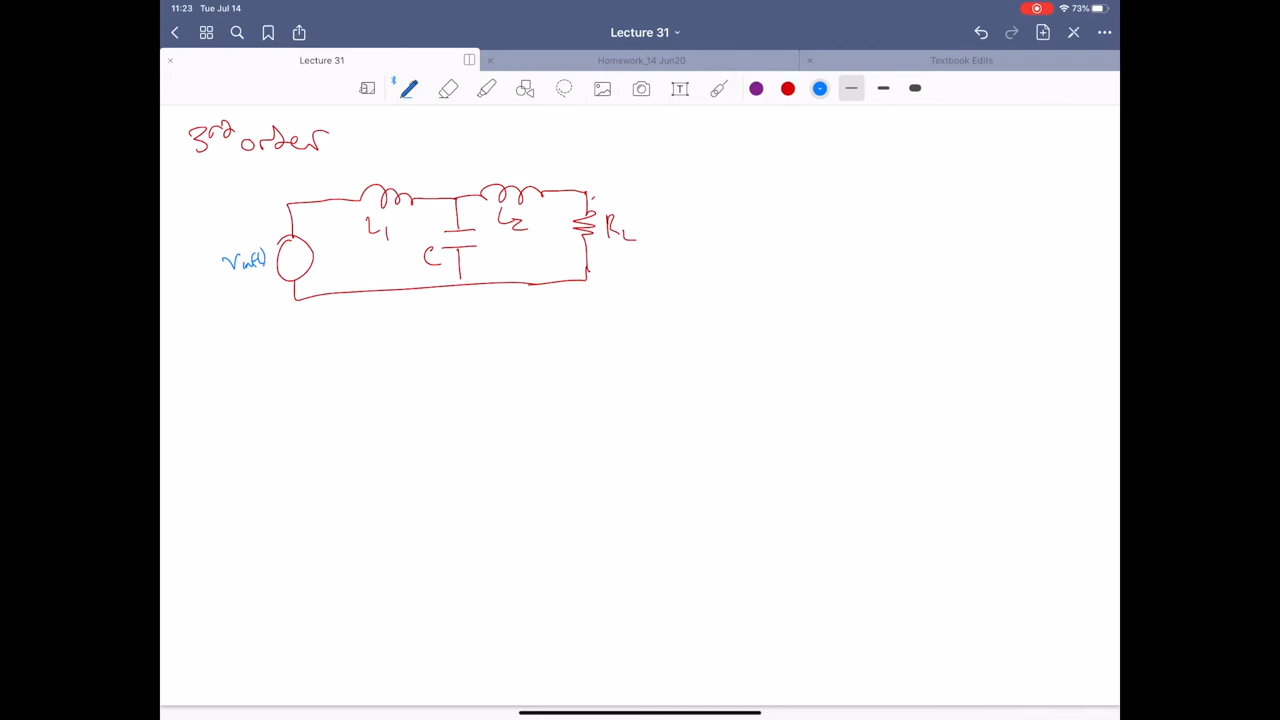 11:23 Tue Jul 14
73%
Lecture 31
Lecture 31
Homework_14 Jun20
Textbook Edits
3rd order
L1
L2
C
RL